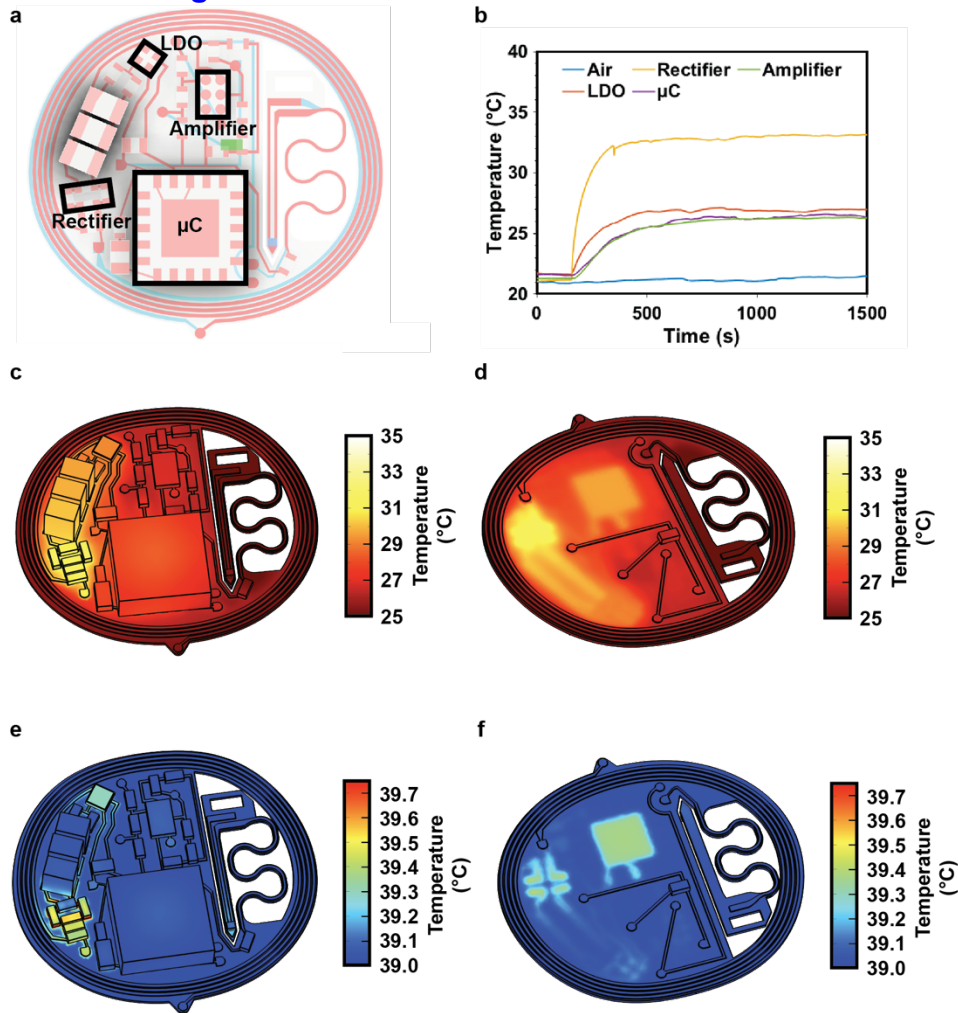 a
LDO
Amplifier
Rectifier
µC
b
40
35
30
25
20
Temperature (°C)
Air
Rectifier
Amplifier
LDO
µC
0
500
1000
1500
Time (s)
c
35
33
31
29
27
25
Temperature
(°C)
d
35
33
31
29
27
25
Temperature
(°C)
e
39.7
39.6
39.5
39.4
39.3
39.2
39.1
39.0
Temperature
(°C)
f
39.7
39.6
39.5
39.4
39.3
39.2
39.1
39.0
Temperature
(°C)